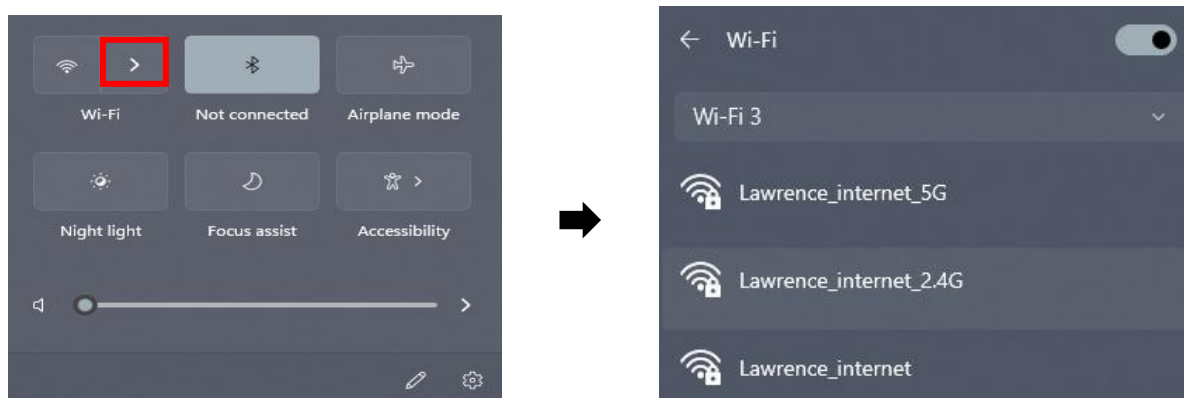 Wi-Fi
Not connected
Airplane mode
Night light
Focus assist
Accessibility
Wi-Fi
Wi-Fi 3
Lawrence_internet_5G
Lawrence_internet_2.4G
Lawrence_internet